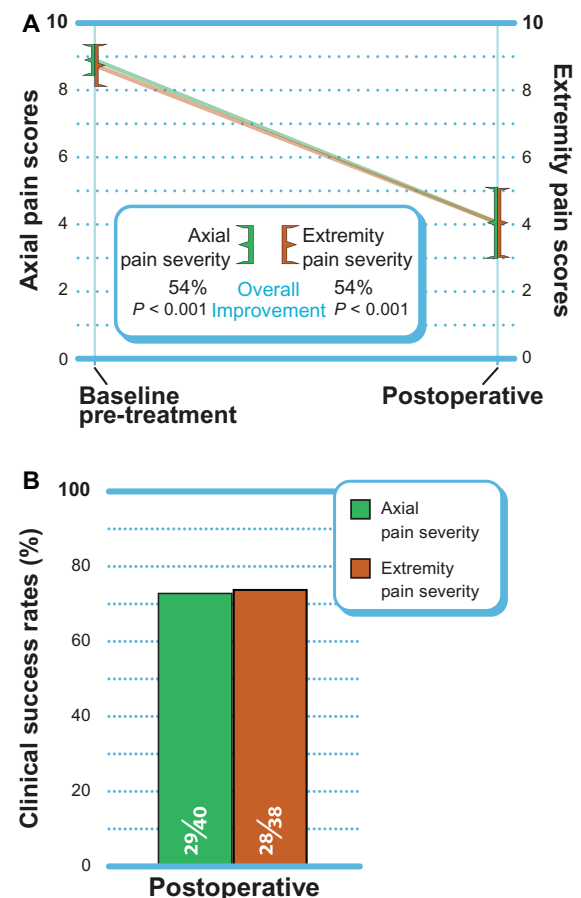 A
10
8
6
4
2
0
Axial pain scores
10
8
6
4
2
0
Extremity pain scores
Axial
pain severity
Extremity
pain severity
54%
Overall
54%
P < 0.001
Improvement
P < 0.001
Baseline
pre-treatment
Postoperative
B
100
80
60
40
20
0
Clinical success rates (%)
Axial
pain severity
Extremity
pain severity
29/40
28/38
Postoperative